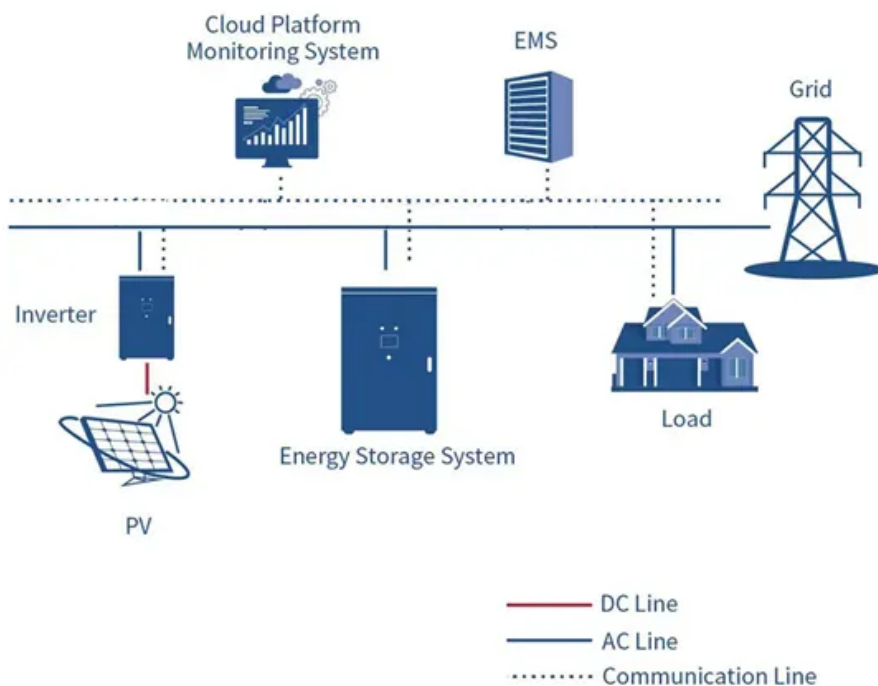 Cloud Platform
Monitoring System
EMS
Grid
Inverter
Load
Energy Storage System
PV
DC Line
AC Line
Communication Line